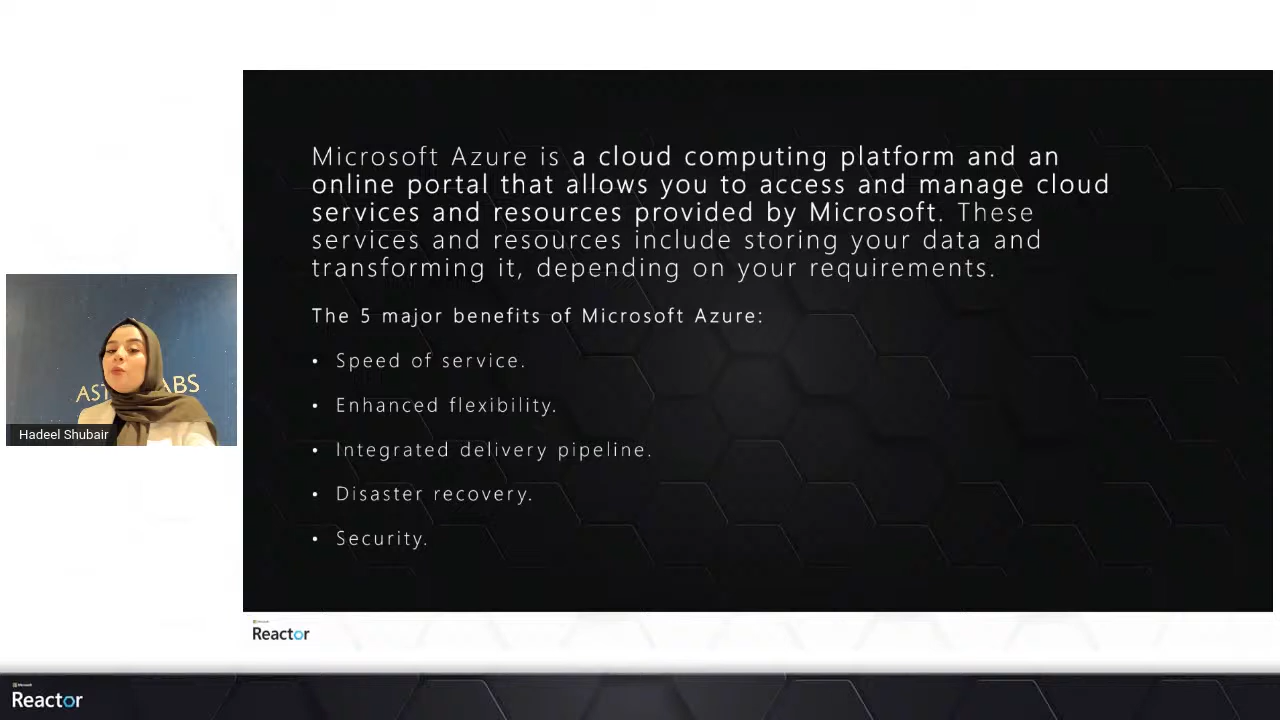 Microsoft Azure is a cloud computing platform and an
online portal that allows you to access and manage cloud
services and resources provided by Microsoft. These
services and resources include storing your data and
transforming it, depending on your requirements.
The 5 major benefits of Microsoft Azure:
• Speed of service.
• Enhanced flexibility.
• Integrated delivery pipeline.
• Disaster recovery.
• Security.
Hadeel Shubair
Microsoft
Reactor
Microsoft
Reactor